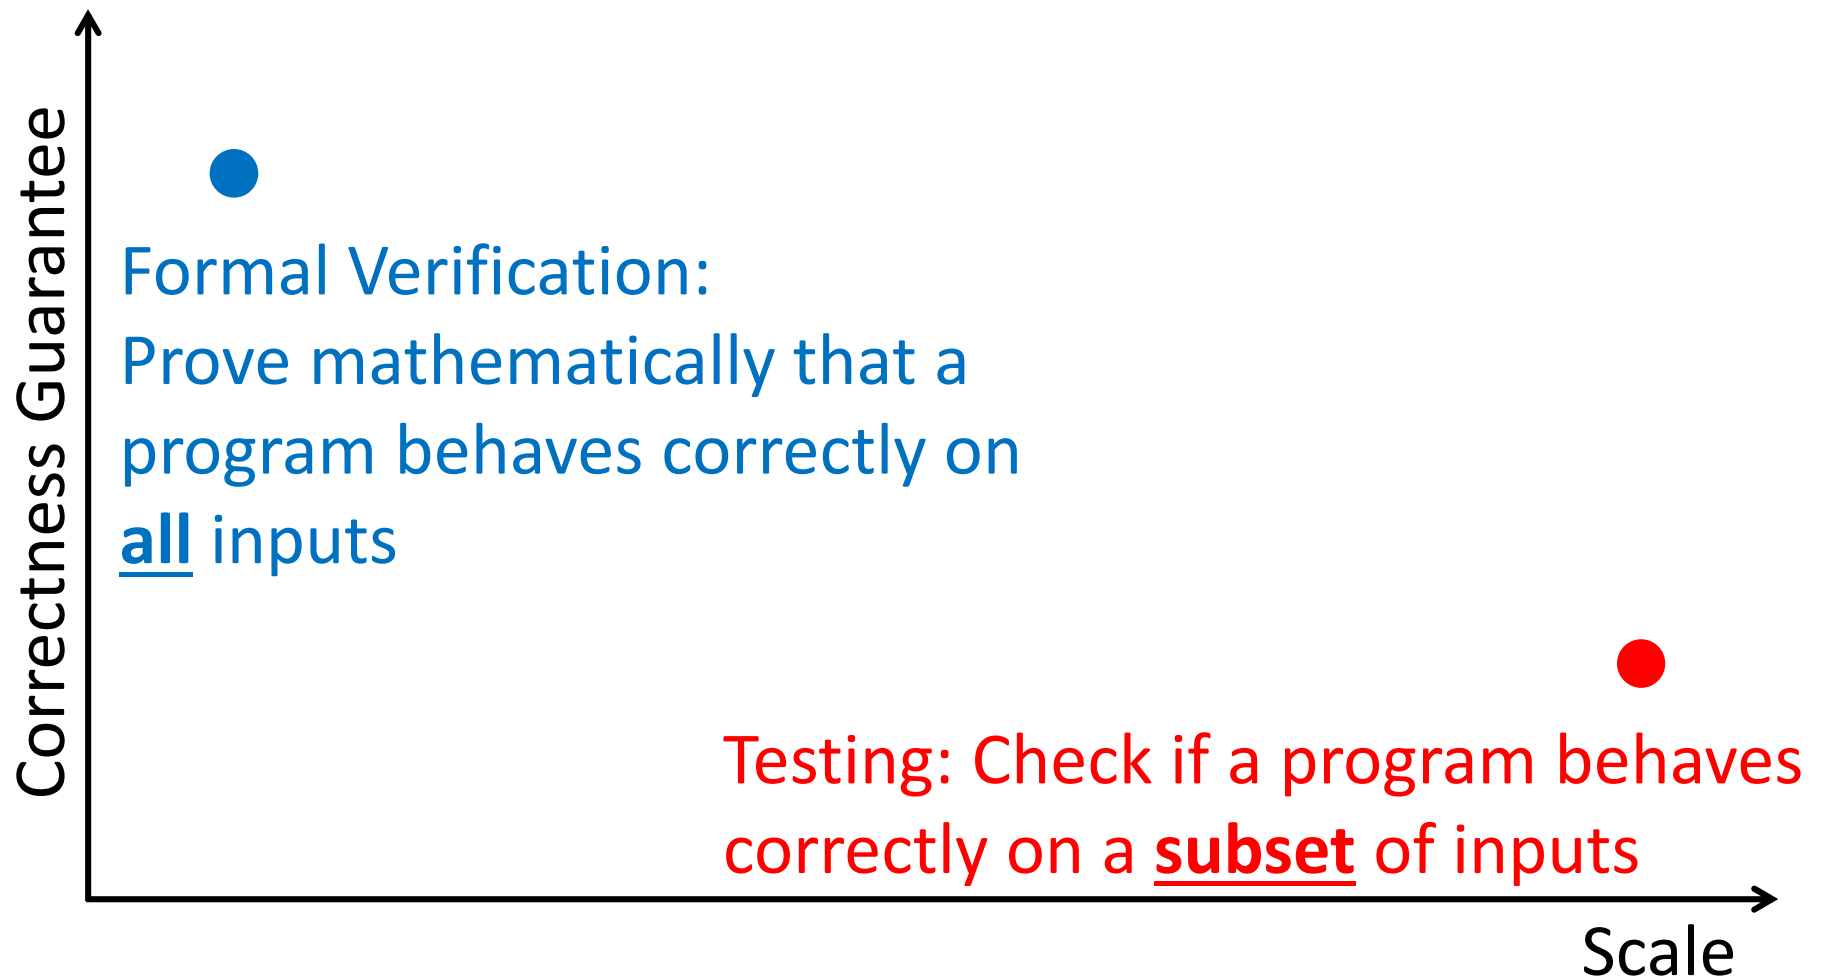 Correctness Guarantee
Formal Verification:
Prove mathematically that a
program behaves correctly on
all inputs
Testing: Check if a program behaves
correctly on a subset of inputs
Scale